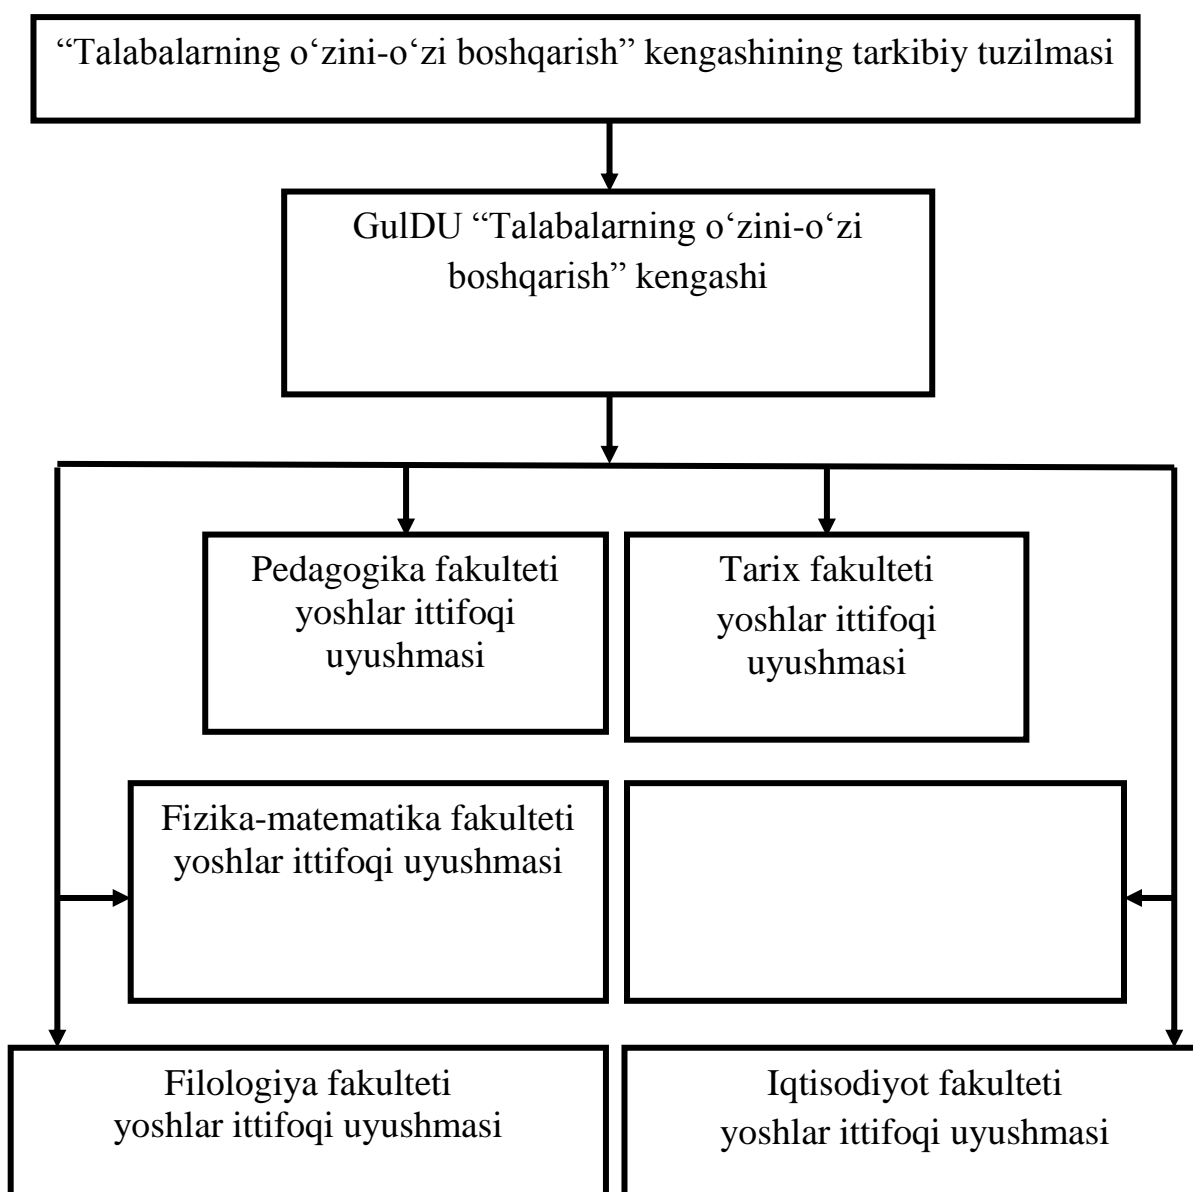 “Talabalarning o‘zini-o‘zi boshqarish” kengashining tarkibiy tuzilmasi
GulDU “Talabalarning o‘zini-o‘zi
boshqarish” kengashi
Pedagogika fakulteti
yoshlar ittifoqi
uyushmasi
Tarix fakulteti
yoshlar ittifoqi
uyushmasi
Fizika-matematika fakulteti
yoshlar ittifoqi uyushmasi
Filologiya fakulteti
yoshlar ittifoqi uyushmasi
Iqtisodiyot fakulteti
yoshlar ittifoqi uyushmasi